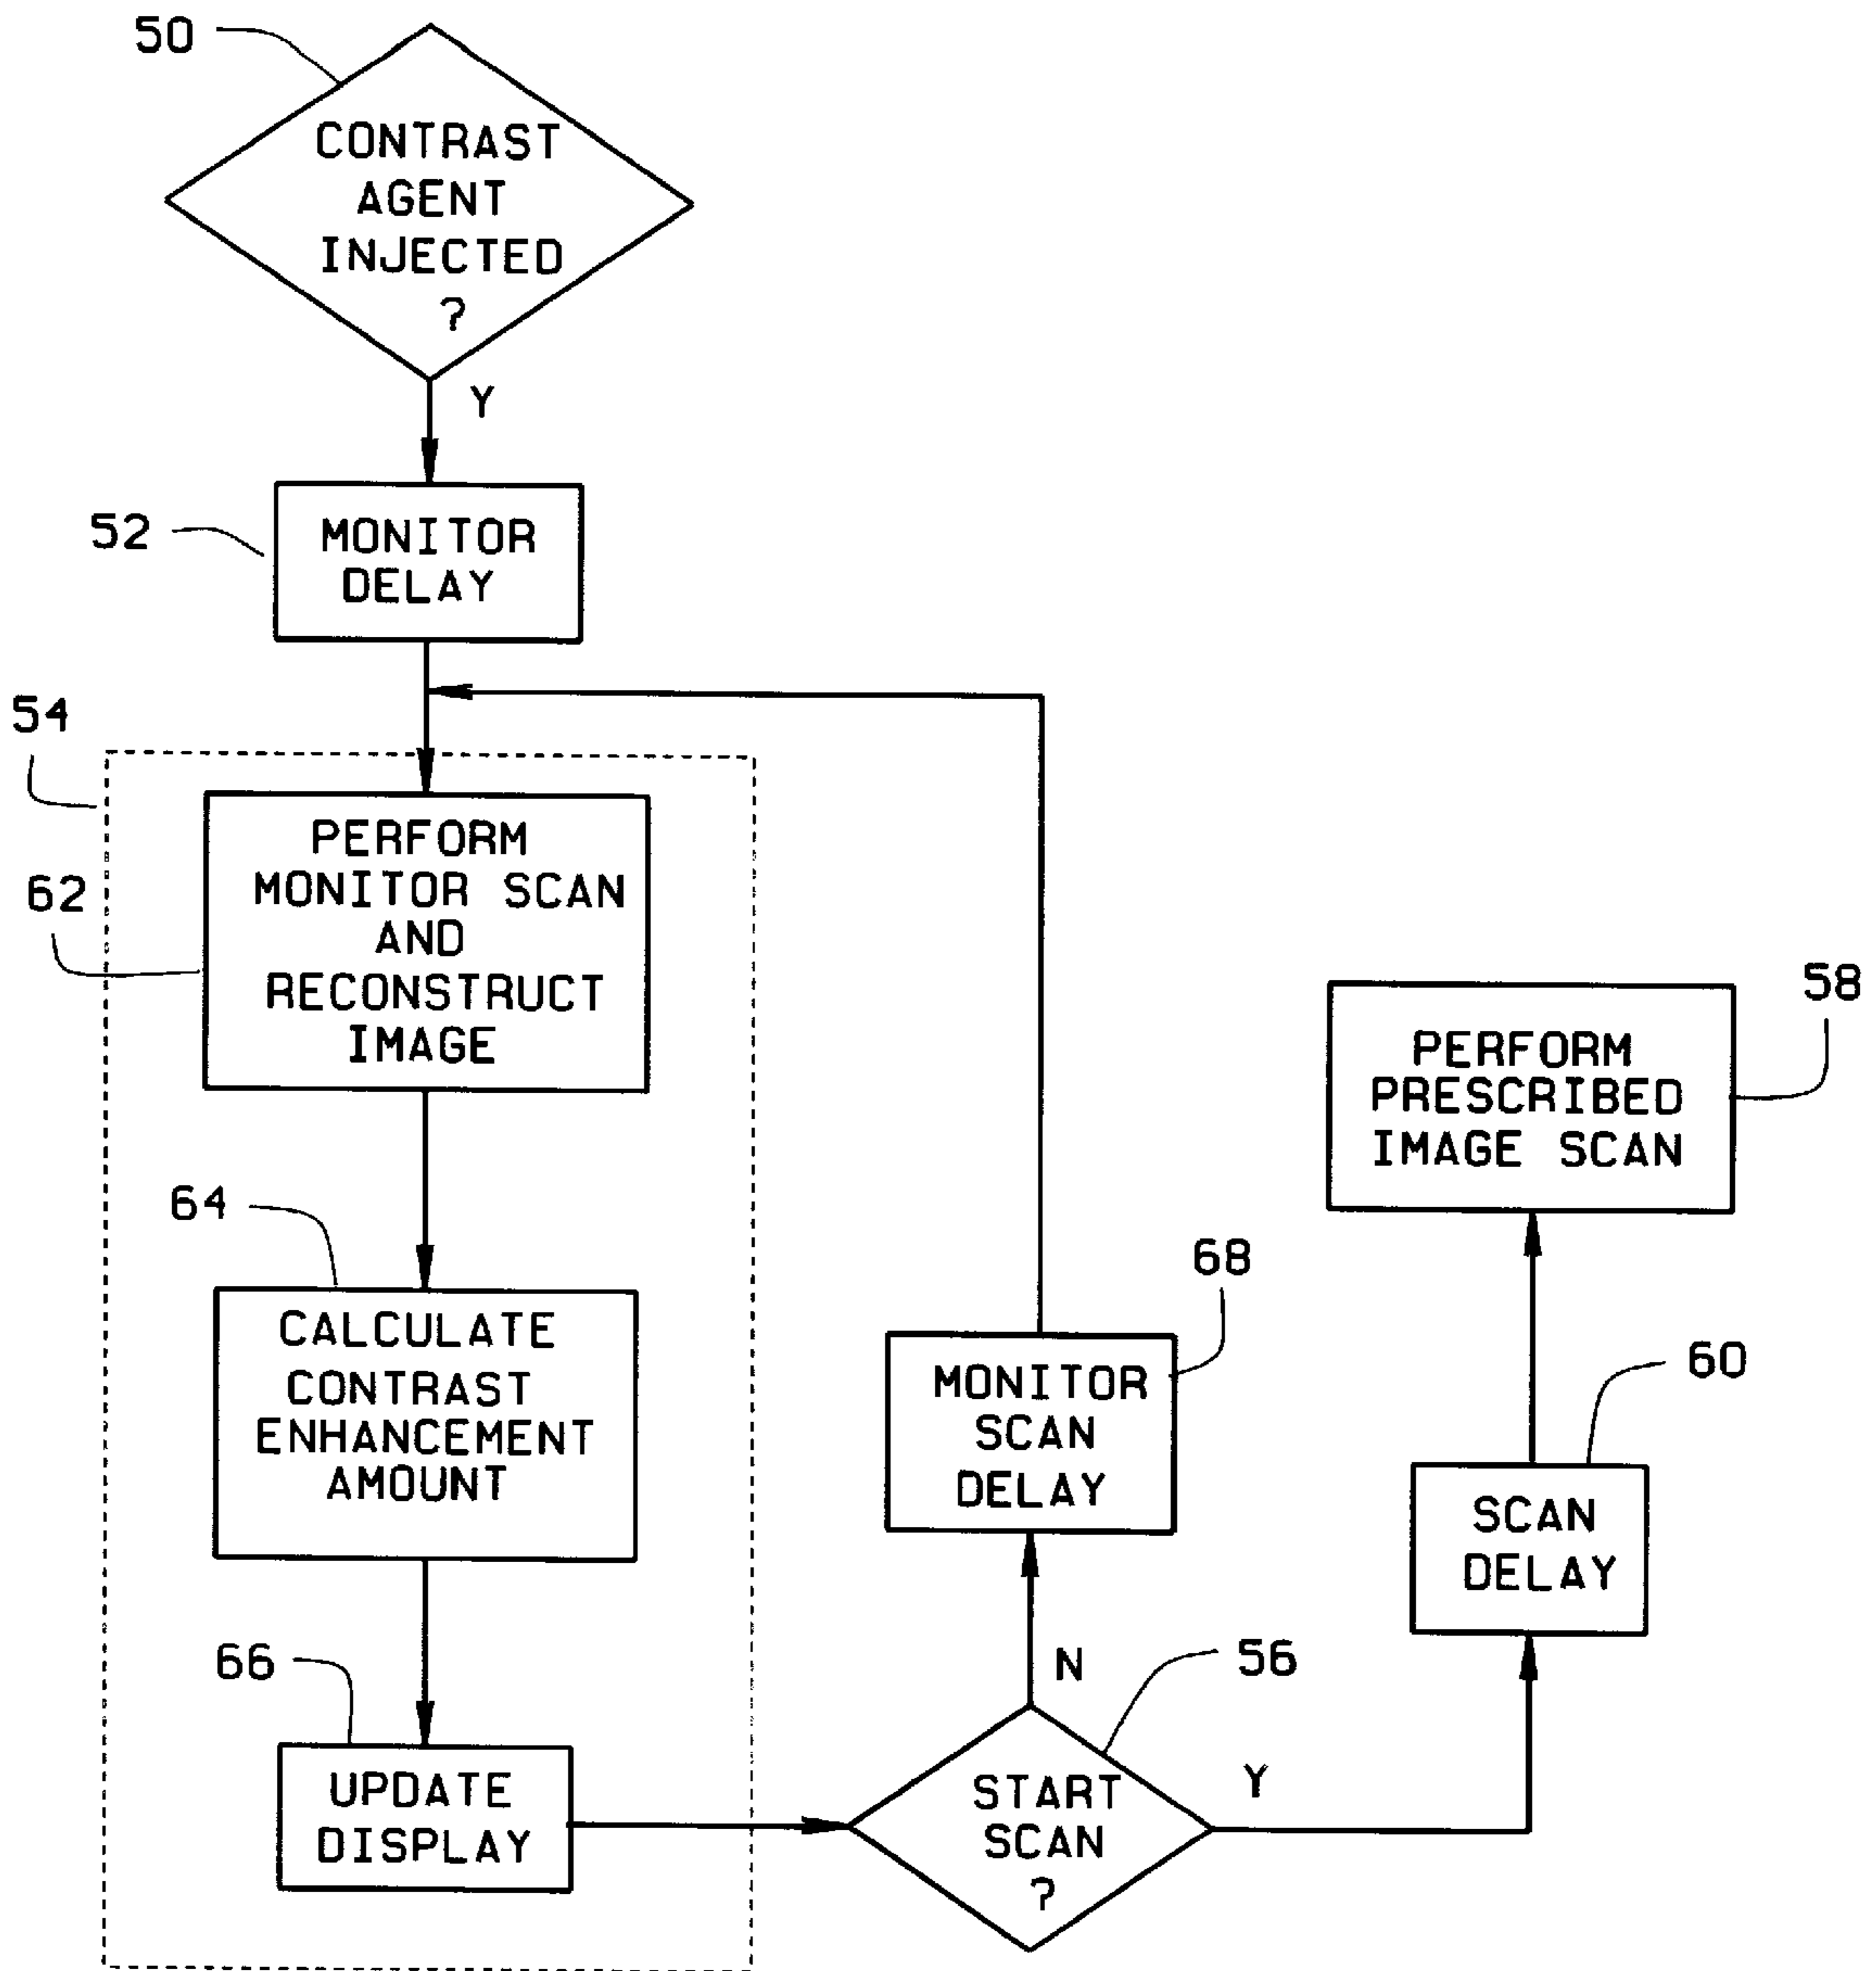 50
CONTRAST
AGENT
INJECTED
?
Y
52
MONITOR
DELAY
54
62
PERFORM
MONITOR SCAN
AND
RECONSTRUCT
IMAGE
64
CALCULATE
CONTRAST
ENHANCEMENT
AMOUNT
66
UPDATE
DISPLAY
68
MONITOR
SCAN
DELAY
N
56
START
SCAN
?
Y
60
SCAN
DELAY
58
PERFORM
PRESCRIBED
IMAGE SCAN